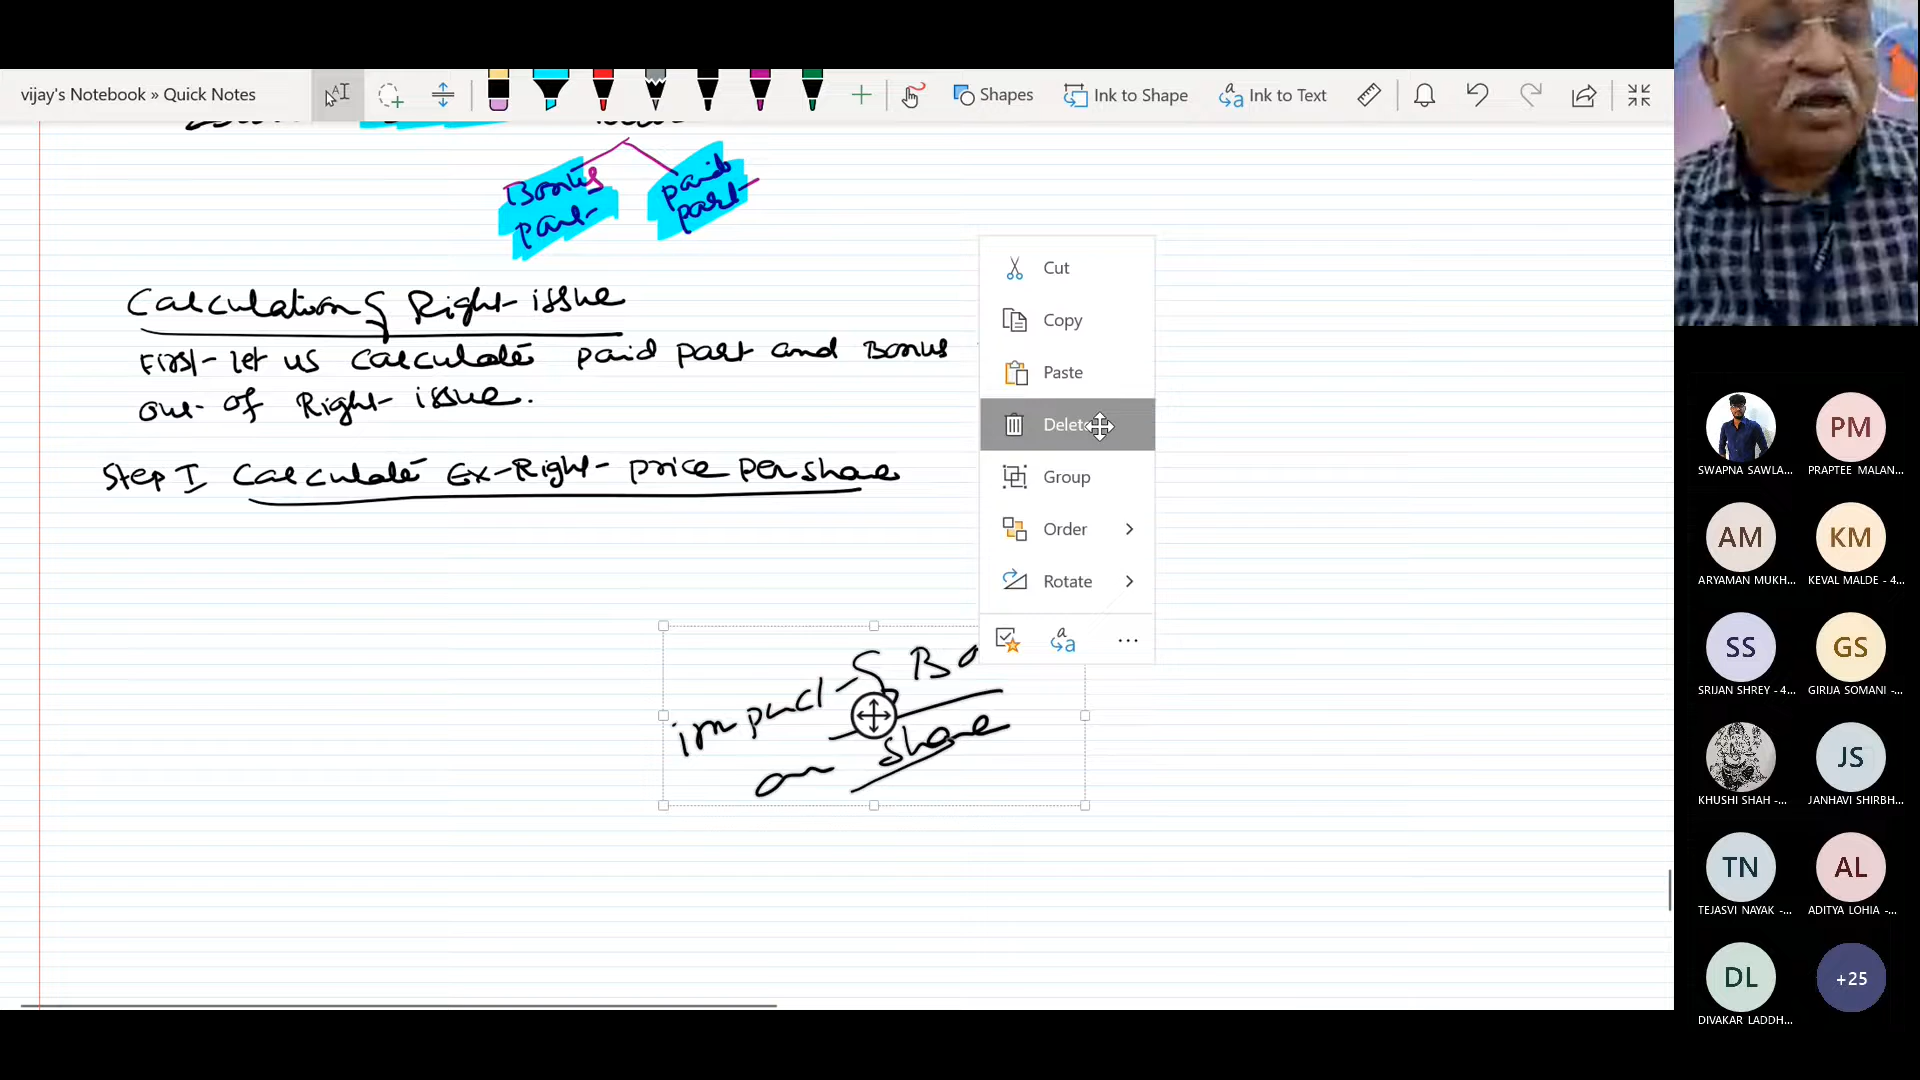 vijay's Notebook » Quick Notes
Shapes
Ink to Shape
Ink to Text
Bonus part
paid part
Calculation of Right issue
First let us calculate paid part and Bonus
out of Right issue.
Step I Calculate Ex-Right price per share
impact of Bo
on share
Cut
Copy
Paste
Delet
Group
Order
Rotate
SWAPNA SAWLA...
PM
PRAPTEE MALAN...
AM
ARYAMAN MUKH...
KM
KEVAL MALDE - 4...
SS
SRIJAN SHREY - 4...
GS
GIRIJA SOMANI -...
KHUSHI SHAH -...
JS
JANHAVI SHIRBH...
TN
TEJASVI NAYAK -...
AL
ADITYA LOHIA -...
DL
DIVAKAR LADDH...
+25